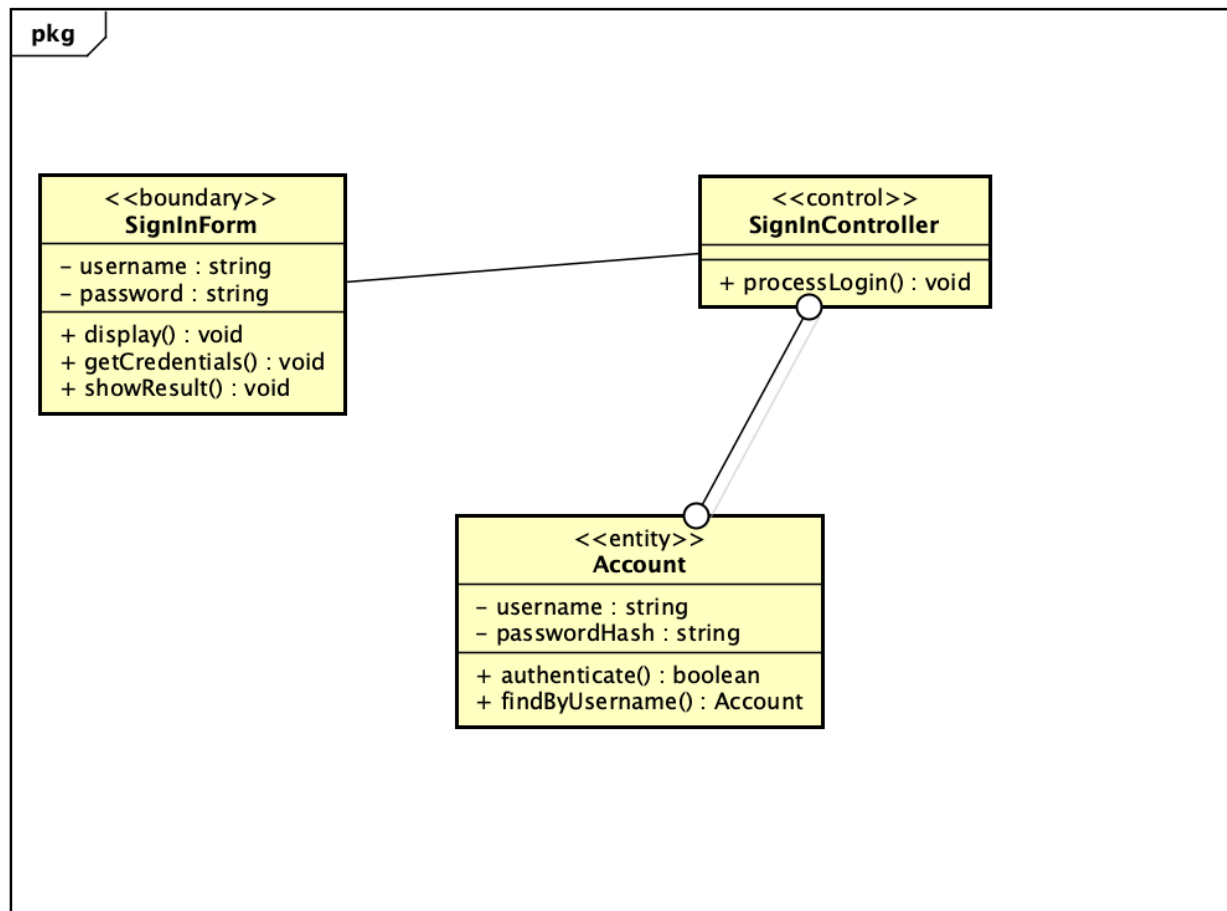 pkg
<<boundary>>
SignInForm
– username : string
– password : string
+ display() : void
+ getCredentials() : void
+ showResult() : void
<<control>>
SignInController
+ processLogin() : void
<<entity>>
Account
– username : string
– passwordHash : string
+ authenticate() : boolean
+ findByUsername() : Account